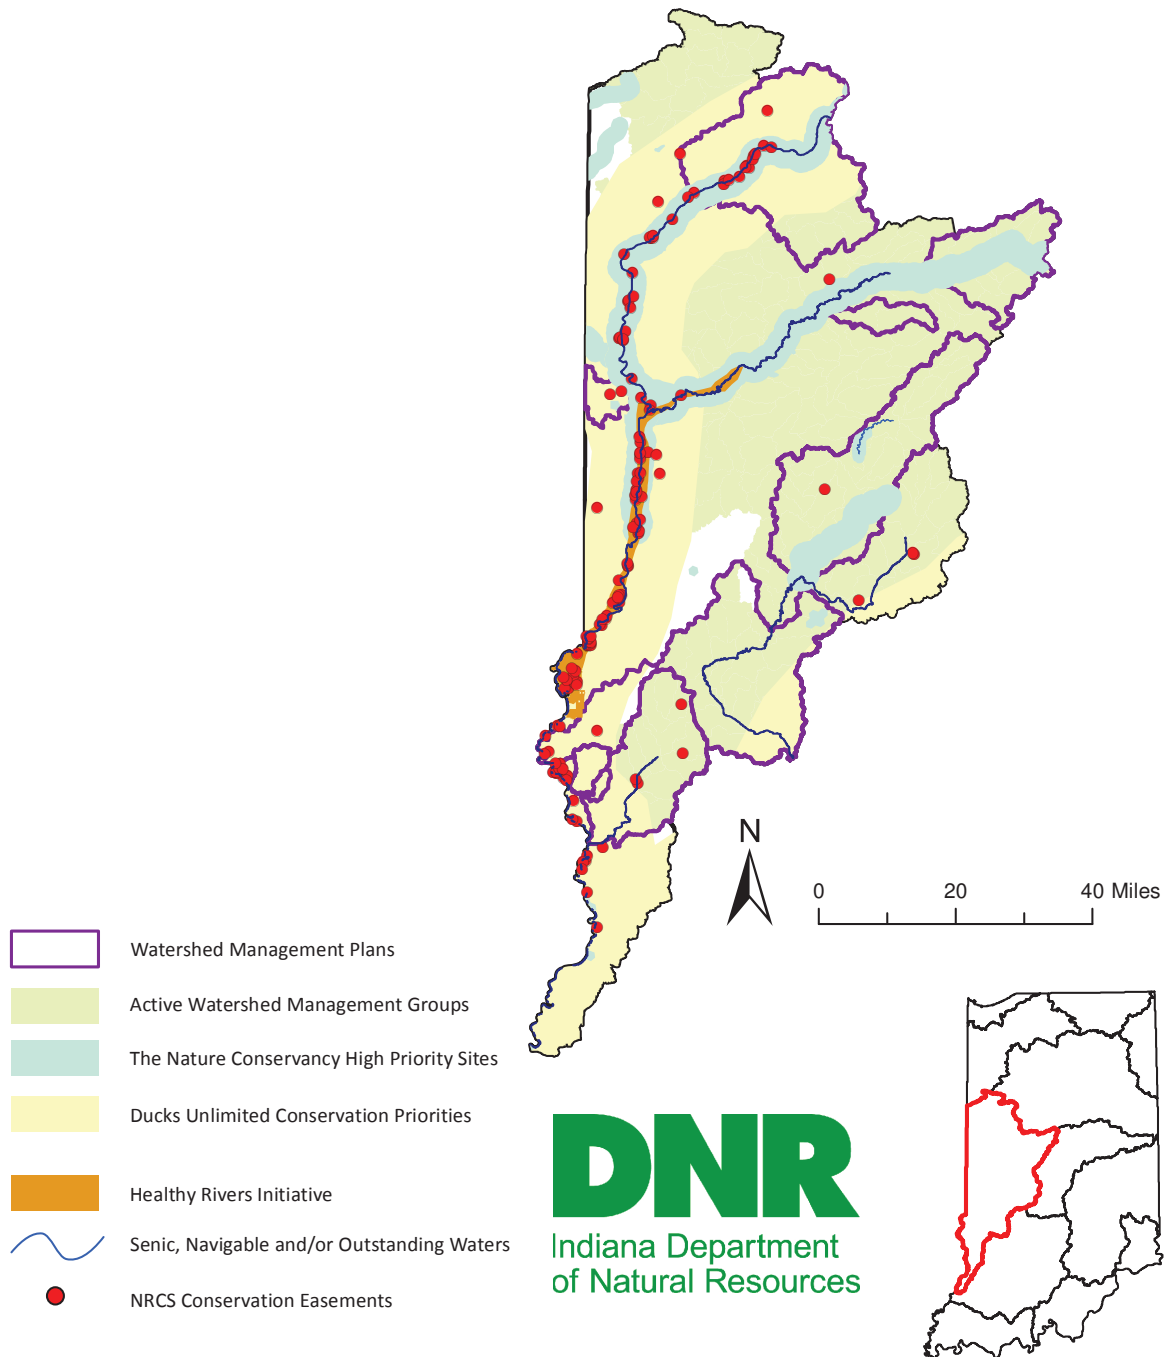 N
0 20 40 Miles
Watershed Management Plans
Active Watershed Management Groups
The Nature Conservancy High Priority Sites
Ducks Unlimited Conservation Priorities
Healthy Rivers Initiative
Senic, Navigable and/or Outstanding Waters
NRCS Conservation Easements
DNR
Indiana Department
of Natural Resources